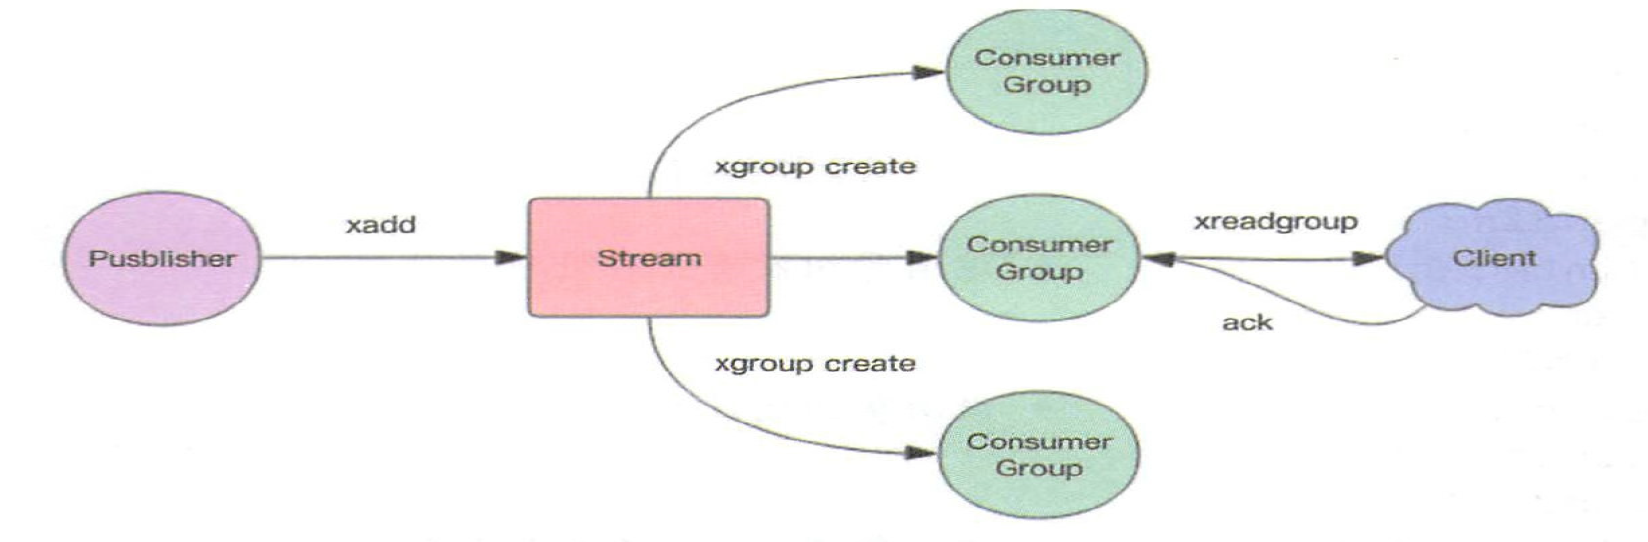 Consumer
Group
xgroup create
Pusblisher
xadd
Stream
Consumer
Group
xreadgroup
Client
ack
xgroup create
Consumer
Group